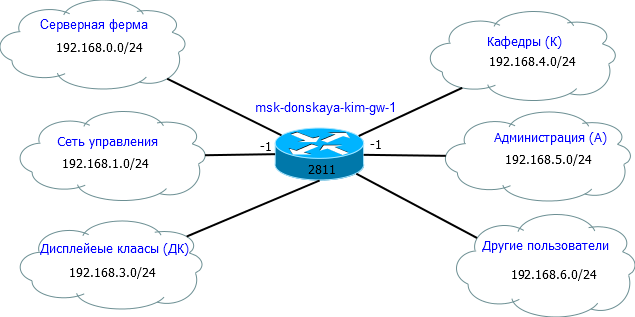 Серверная ферма
192.168.0.0/24
Кафедры (К)
192.168.4.0/24
msk-donskaya-kim-gw-1
Сеть управления
192.168.1.0/24
-1
-1
2811
Администрация (А)
192.168.5.0/24
Дисплейые клаасы (ДК)
192.168.3.0/24
Другие пользователи
192.168.6.0/24